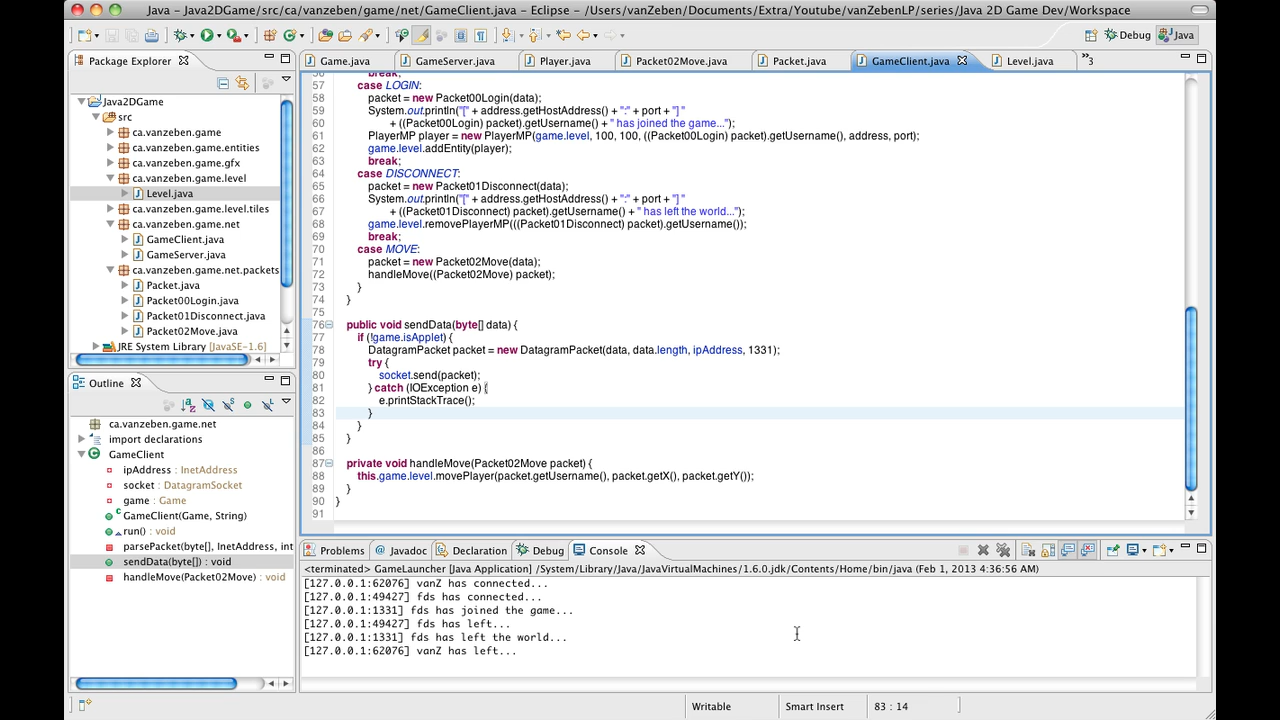 Java – Java2DGame/src/ca/vanzeben/game/net/GameClient.java – Eclipse – /Users/vanZeben/Documents/Extra/Youtube/vanZebenLP/series/Java 2D Game Dev/Workspace
Debug Java
Package Explorer
Java2DGame
src
ca.vanzeben.game
ca.vanzeben.game.entities
ca.vanzeben.game.gfx
ca.vanzeben.game.level
Level.java
ca.vanzeben.game.level.tiles
ca.vanzeben.game.net
GameClient.java
GameServer.java
ca.vanzeben.game.net.packets
Packet.java
Packet00Login.java
Packet01Disconnect.java
Packet02Move.java
JRE System Library [JavaSE-1.6]
Outline
ca.vanzeben.game.net
import declarations
GameClient
ipAddress : InetAddress
socket : DatagramSocket
game : Game
GameClient(Game, String)
run() : void
parsePacket(byte[], InetAddress, int
sendData(byte[]) : void
handleMove(Packet02Move) : void
Game.java GameServer.java Player.java Packet02Move.java Packet.java GameClient.java Level.java »3
56 break;
57 case LOGIN:
58 packet = new Packet00Login(data);
59 System.out.println("[" + address.getHostAddress() + ":" + port + "] "
60 + ((Packet00Login) packet).getUsername() + " has joined the game...");
61 PlayerMP player = new PlayerMP(game.level, 100, 100, ((Packet00Login) packet).getUsername(), address, port);
62 game.level.addEntity(player);
63 break;
64 case DISCONNECT:
65 packet = new Packet01Disconnect(data);
66 System.out.println("[" + address.getHostAddress() + ":" + port + "] "
67 + ((Packet01Disconnect) packet).getUsername() + " has left the world...");
68 game.level.removePlayerMP(((Packet01Disconnect) packet).getUsername());
69 break;
70 case MOVE:
71 packet = new Packet02Move(data);
72 handleMove((Packet02Move) packet);
73 }
74 }
75
76 public void sendData(byte[] data) {
77 if (!game.isApplet) {
78 DatagramPacket packet = new DatagramPacket(data, data.length, ipAddress, 1331);
79 try {
80 socket.send(packet);
81 } catch (IOException e) {
82 e.printStackTrace();
83 }
84 }
85 }
86
87 private void handleMove(Packet02Move packet) {
88 this.game.level.movePlayer(packet.getUsername(), packet.getX(), packet.getY());
89 }
90 }
91
Problems Javadoc Declaration Debug Console
<terminated> GameLauncher [Java Application] /System/Library/Java/JavaVirtualMachines/1.6.0.jdk/Contents/Home/bin/java (Feb 1, 2013 4:36:56 AM)
[127.0.0.1:62076] vanZ has connected...
[127.0.0.1:49427] fds has connected...
[127.0.0.1:1331] fds has joined the game...
[127.0.0.1:49427] fds has left...
[127.0.0.1:1331] fds has left the world...
[127.0.0.1:62076] vanZ has left...
Writable Smart Insert 83 : 14